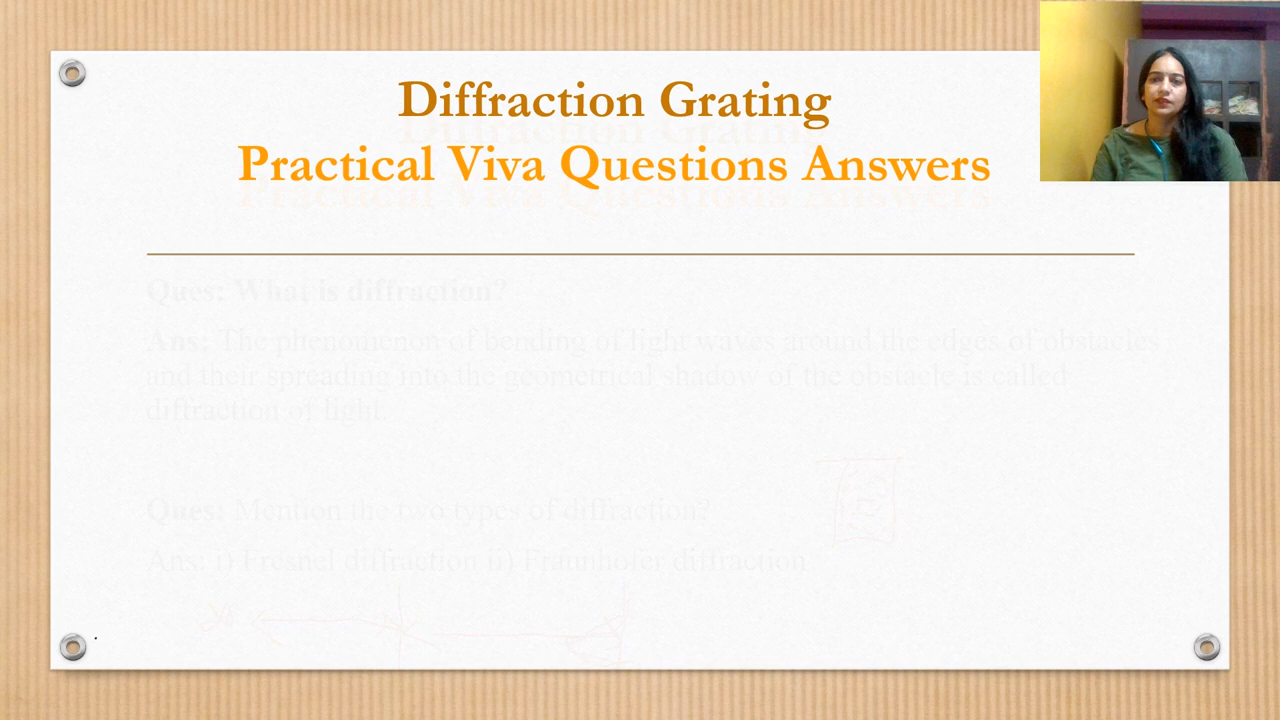 Diffraction Grating
Practical Viva Questions Answers
Ques: What is diffraction?
Ans: The phenomenon of bending of light waves around the edges of obstacles
and their spreading into the geometrical shadow of the obstacle is called
diffraction of light.
Ques: Mention the two types of diffraction?
Ans: i) Fresnel diffraction ii) Fraunhofer diffraction